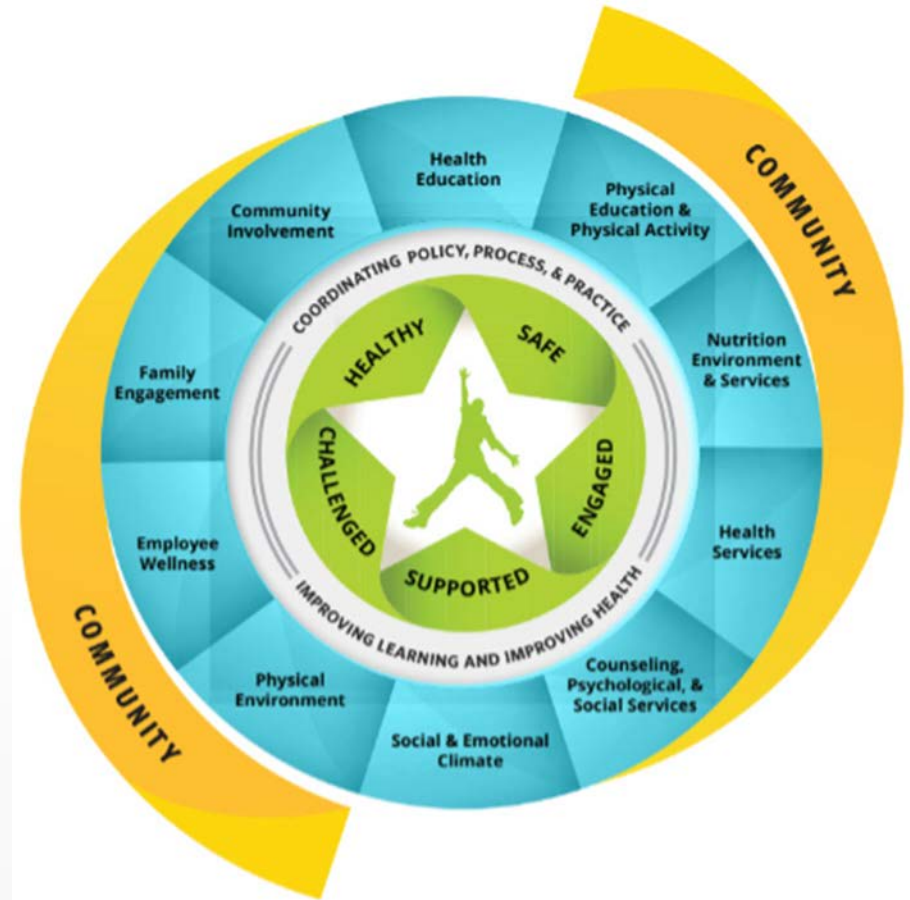 COMMUNITY
Health
Education
Physical
Education &
Physical Activity
Nutrition
Environment
& Services
Health
Services
Counseling,
Psychological, &
Social Services
Social & Emotional
Climate
Physical
Environment
Employee
Wellness
Family
Engagement
Community
Involvement
COORDINATING POLICY, PROCESS, & PRACTICE
IMPROVING LEARNING AND IMPROVING HEALTH
HEALTHY
SAFE
ENGAGED
SUPPORTED
CHALLENGED
COMMUNITY